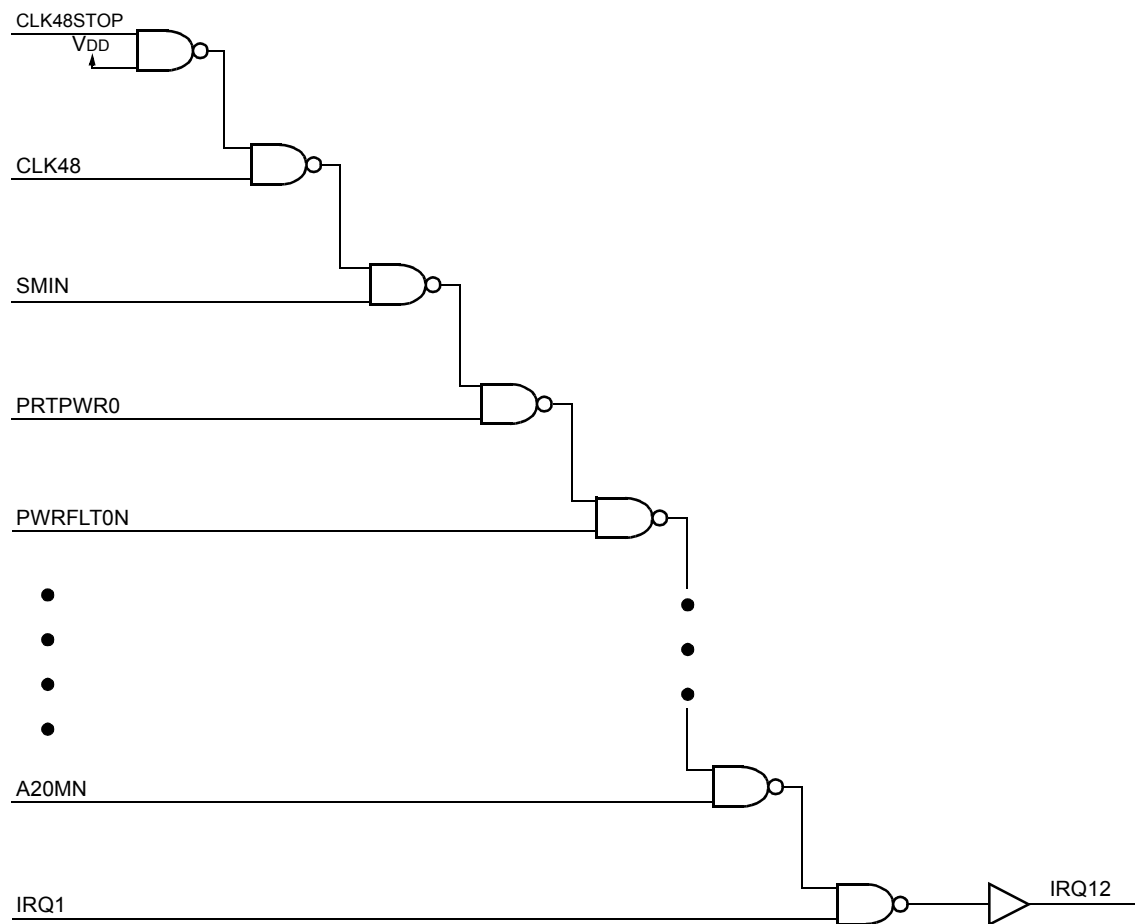 CLK48STOP
VDD
CLK48
SMIN
PRTPWR0
PWRFLT0N
A20MN
IRQ1
IRQ12